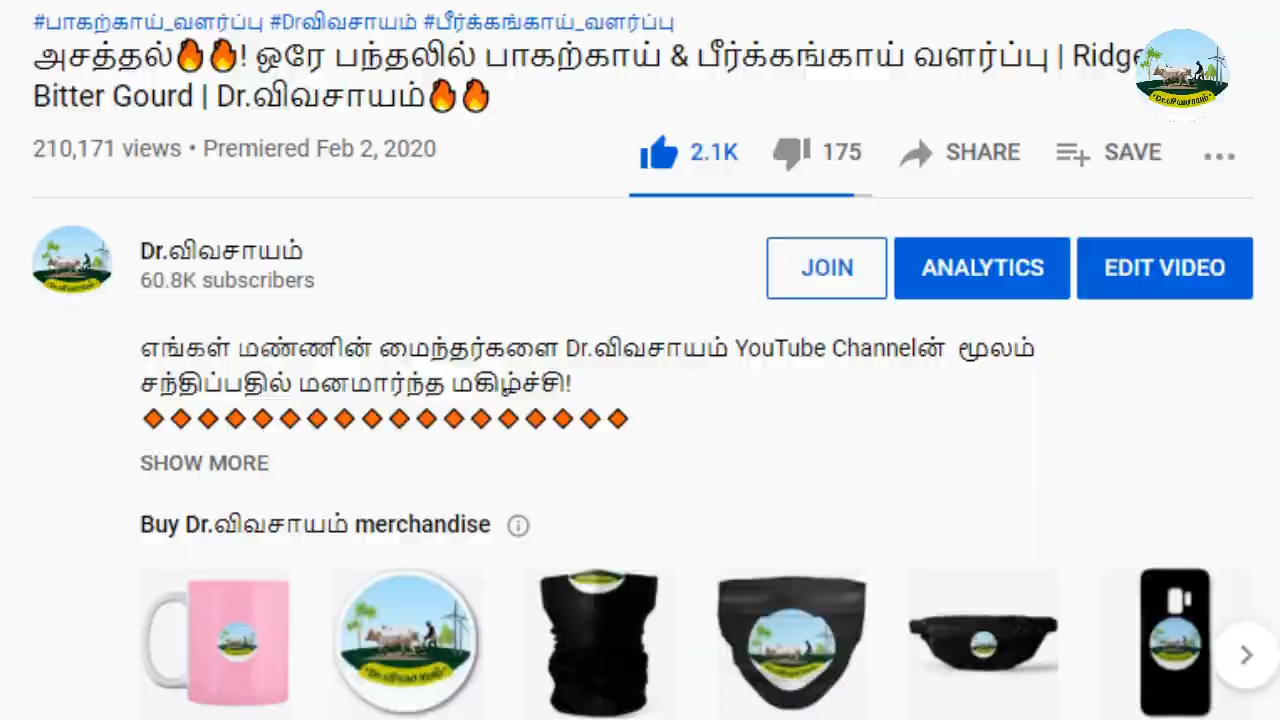 #பாகற்காய்_வளர்ப்பு #Drவிவசாயம் #பீர்க்கங்காய்_வளர்ப்பு
அசத்தல்🔥🔥! ஒரே பந்தலில் பாகற்காய் & பீர்க்கங்காய் வளர்ப்பு | Ridge
Bitter Gourd | Dr.விவசாயம்🔥🔥
210,171 views • Premiered Feb 2, 2020
2.1K 175 SHARE SAVE ...
Dr.விவசாயம்
60.8K subscribers
JOIN ANALYTICS EDIT VIDEO
எங்கள் மண்ணின் மைந்தர்களை Dr.விவசாயம் YouTube Channelன் மூலம்
சந்திப்பதில் மனமார்ந்த மகிழ்ச்சி!
SHOW MORE
Buy Dr.விவசாயம் merchandise
Dr.விவசாயம்